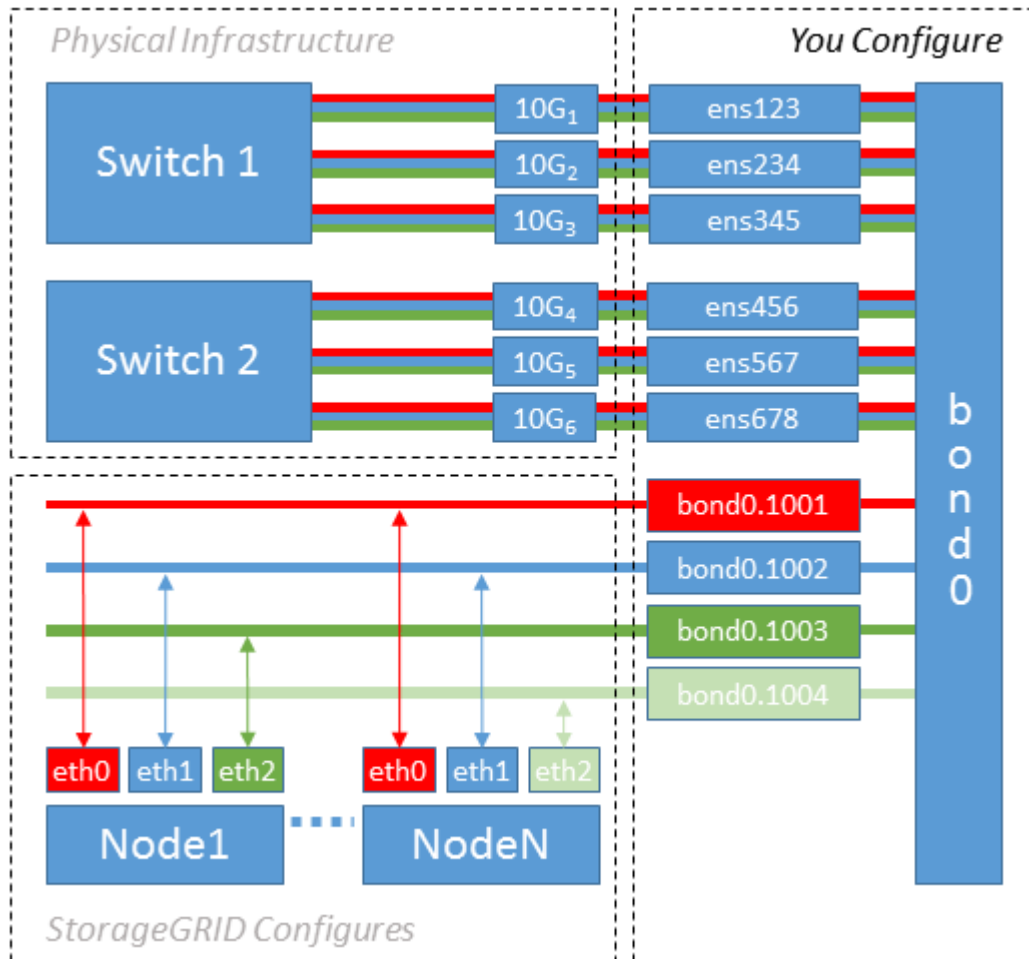 Physical Infrastructure
You Configure
Switch 1
10G₁
ens123
10G₂
ens234
10G₃
ens345
Switch 2
10G₄
ens456
10G₅
ens567
10G₆
ens678
bond0
bond0.1001
bond0.1002
bond0.1003
bond0.1004
eth0 eth1 eth2
eth0 eth1 eth2
Node1
NodeN
StorageGRID Configures